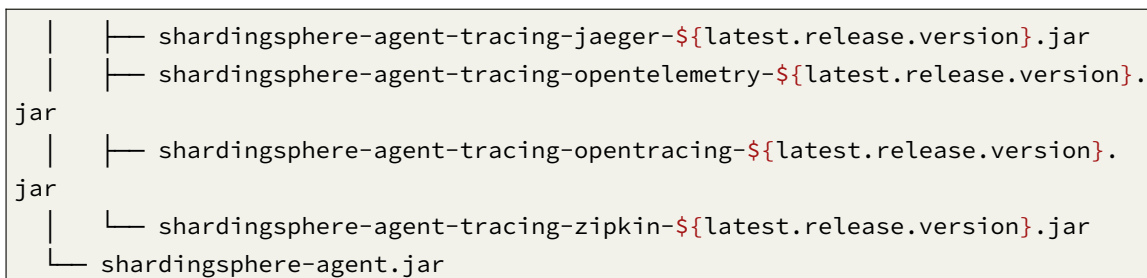 │   ├── shardingsphere-agent-tracing-jaeger-${latest.release.version}.jar
│   ├── shardingsphere-agent-tracing-opentelemetry-${latest.release.version}.
jar
│   ├── shardingsphere-agent-tracing-opentracing-${latest.release.version}.
jar
│   └── shardingsphere-agent-tracing-zipkin-${latest.release.version}.jar
└── shardingsphere-agent.jar